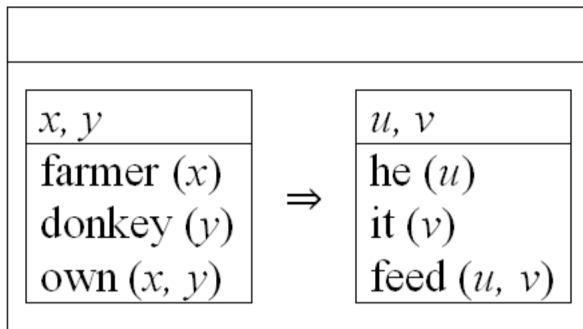 x, y
farmer (x)
donkey (y)
own (x, y)
⇒
u, v
he (u)
it (v)
feed (u, v)